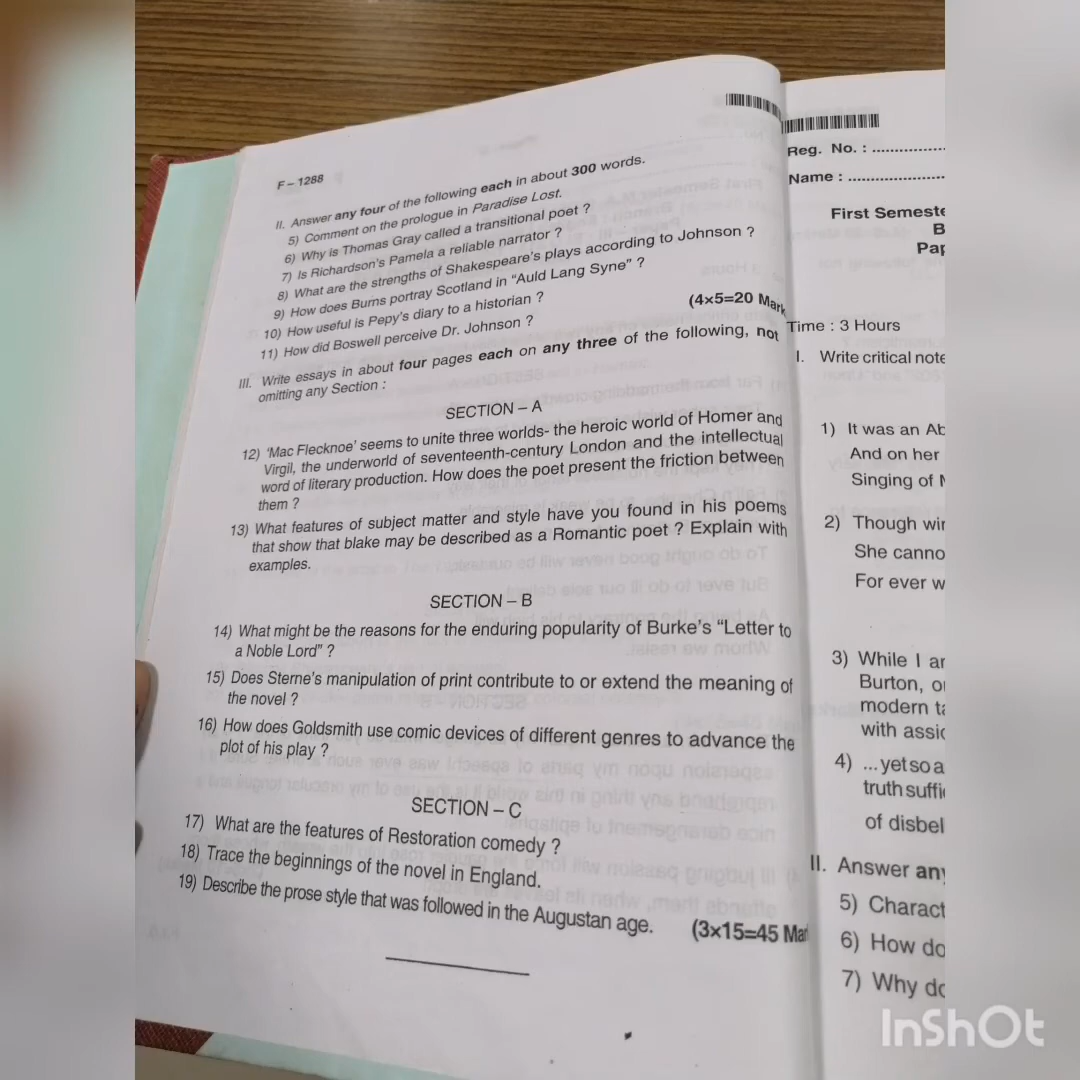 F – 1288
II. Answer any four of the following each in about 300 words.
5) Comment on the prologue in Paradise Lost.
6) Why is Thomas Gray called a transitional poet ?
7) Is Richardson's Pamela a reliable narrator ?
8) What are the strengths of Shakespeare's plays according to Johnson ?
9) How does Burns portray Scotland in "Auld Lang Syne" ?
10) How useful is Pepy's diary to a historian ?
11) How did Boswell perceive Dr. Johnson ?
(4×5=20 Mark
III. Write essays in about four pages each on any three of the following, not
omitting any Section :
SECTION – A
12) 'Mac Flecknoe' seems to unite three worlds- the heroic world of Homer and
Virgil, the underworld of seventeenth-century London and the intellectual
word of literary production. How does the poet present the friction between
them ?
13) What features of subject matter and style have you found in his poems
that show that blake may be described as a Romantic poet ? Explain with
examples.
SECTION – B
14) What might be the reasons for the enduring popularity of Burke's "Letter to
a Noble Lord" ?
15) Does Sterne's manipulation of print contribute to or extend the meaning of
the novel ?
16) How does Goldsmith use comic devices of different genres to advance the
plot of his play ?
SECTION – C
17) What are the features of Restoration comedy ?
18) Trace the beginnings of the novel in England.
19) Describe the prose style that was followed in the Augustan age.
(3×15=45 Mar
Reg. No. : ................
Name : .....................
First Semeste
B
Pap
Time : 3 Hours
I. Write critical note
1) It was an Ab
And on her
Singing of
2) Though wir
She canno
For ever w
3) While I ar
Burton, o
modern ta
with assid
4) ...yet so a
truth suffi
of disbel
II. Answer any
5) Charact
6) How do
7) Why do
InShOt